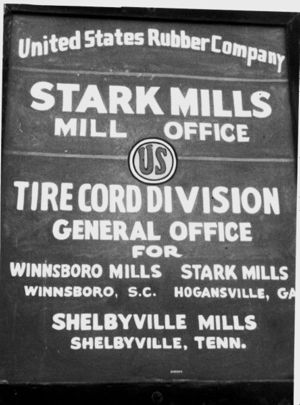 United States Rubber Company
STARK MILLS
MILL OFFICE
US
TIRE CORD DIVISION
GENERAL OFFICE
FOR
WINNSBORO MILLS STARK MILLS
WINNSBORO, S.C. HOGANSVILLE, GA
SHELBYVILLE MILLS
SHELBYVILLE, TENN.